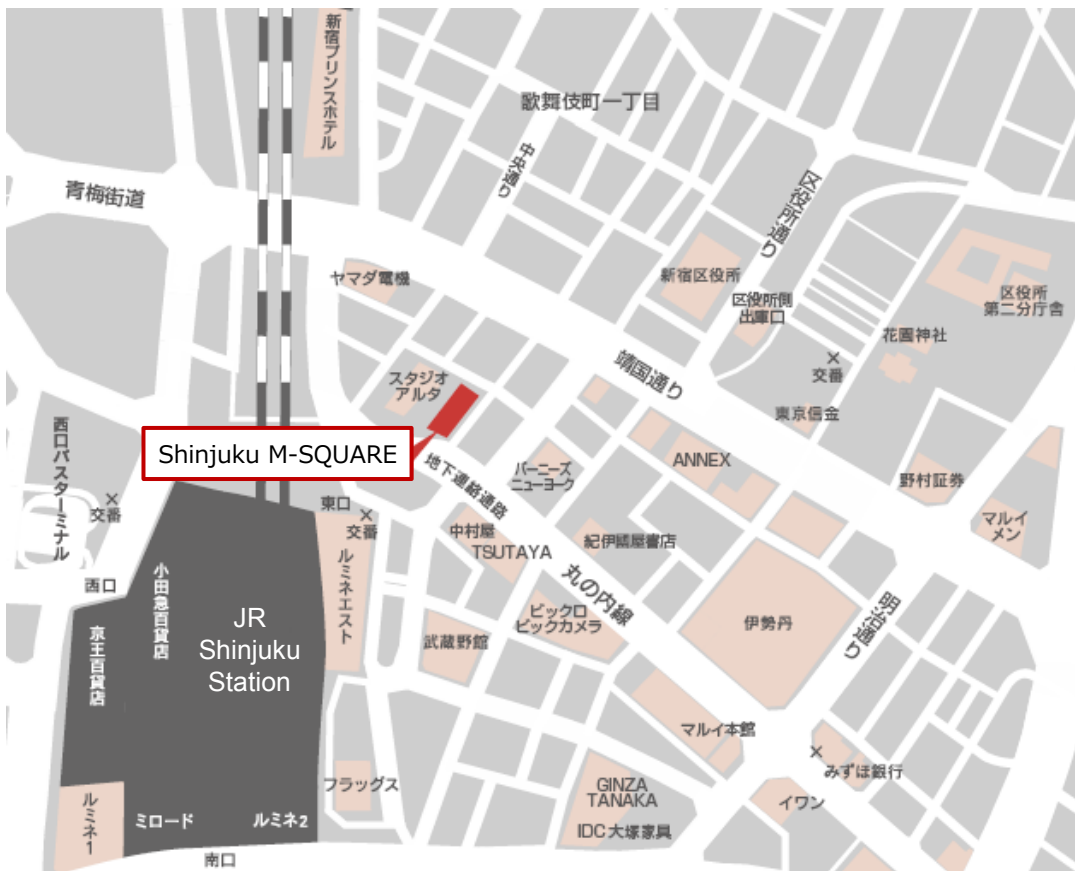 新宿プリンスホテル
歌舞伎町一丁目
中央通り
区役所通り
青梅街道
ヤマダ電機
新宿区役所
区役所側
出庫口
区役所
第二分庁舎
花園神社
交番
スタジオ
アルタ
靖国通り
東京信金
Shinjuku M-SQUARE
西口バスターミナル
交番
地下連絡通路
バーニーズ
ニューヨーク
ANNEX
野村証券
マルイ
メン
東口
交番
中村屋
TSUTAYA
紀伊國屋書店
ルミネエスト
西口
小田急百貨店
丸の内線
明治通り
JR
Shinjuku
Station
京王百貨店
武蔵野館
ビックロ
ビックカメラ
伊勢丹
マルイ本館
みずほ銀行
フラッグス
GINZA
TANAKA
IDC大塚家具
イワン
ルミネ1
ミロード
ルミネ2
南口